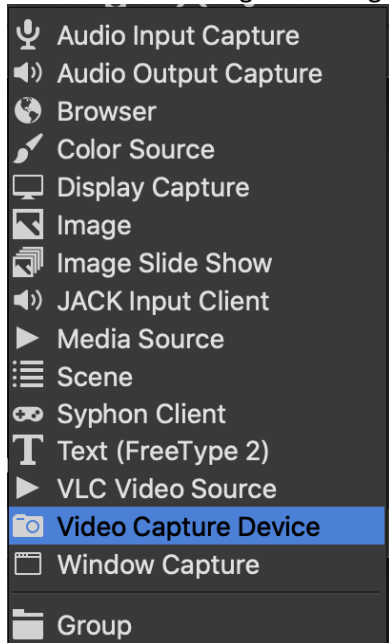 Audio Input Capture
Audio Output Capture
Browser
Color Source
Display Capture
Image
Image Slide Show
JACK Input Client
Media Source
Scene
Syphon Client
Text (FreeType 2)
VLC Video Source
Video Capture Device
Window Capture
Group